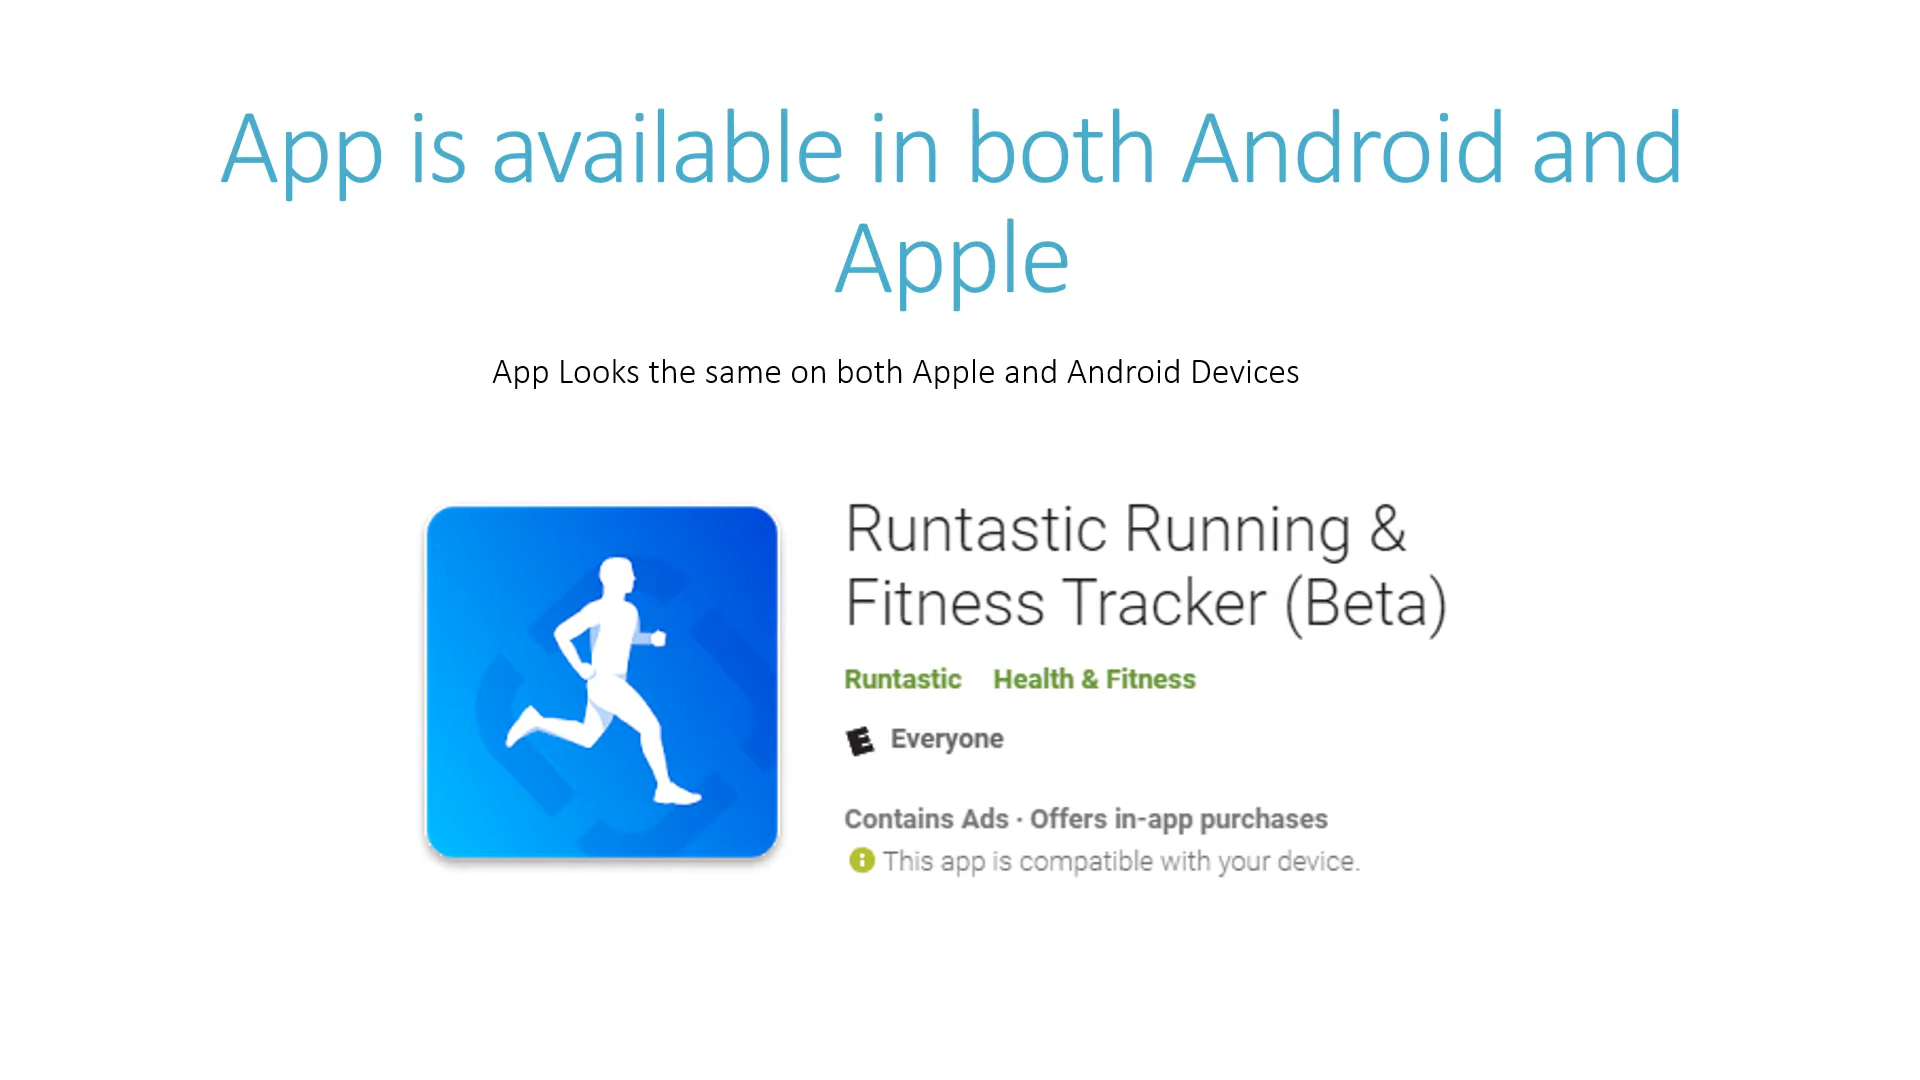 App is available in both Android and
Apple
App Looks the same on both Apple and Android Devices
Runtastic Running &
Fitness Tracker (Beta)
Runtastic Health & Fitness
E Everyone
Contains Ads · Offers in-app purchases
This app is compatible with your device.